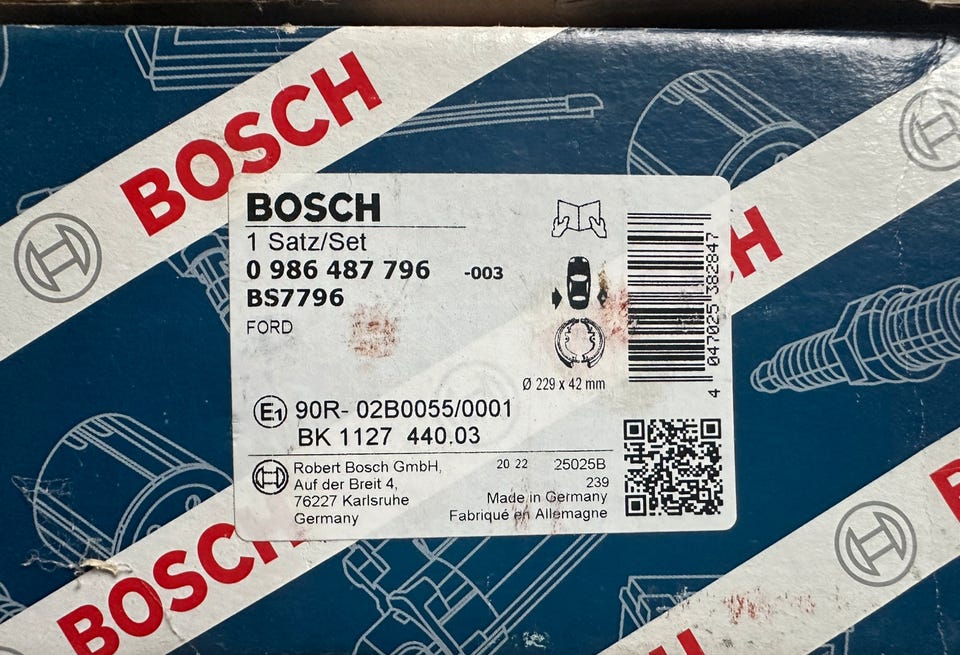 BOSCH
BOSCH
1 Satz/Set
0 986 487 796 -003
BS7796
FORD
Ø 229 x 42 mm
4 047025 382847
E1 90R- 02B0055/0001
BK 1127 440.03
Robert Bosch GmbH,
Auf der Breit 4,
76227 Karlsruhe
Germany
20 22 25025B
239
Made in Germany
Fabriqué en Allemagne
H
BOSCH
BOSCH
H
B